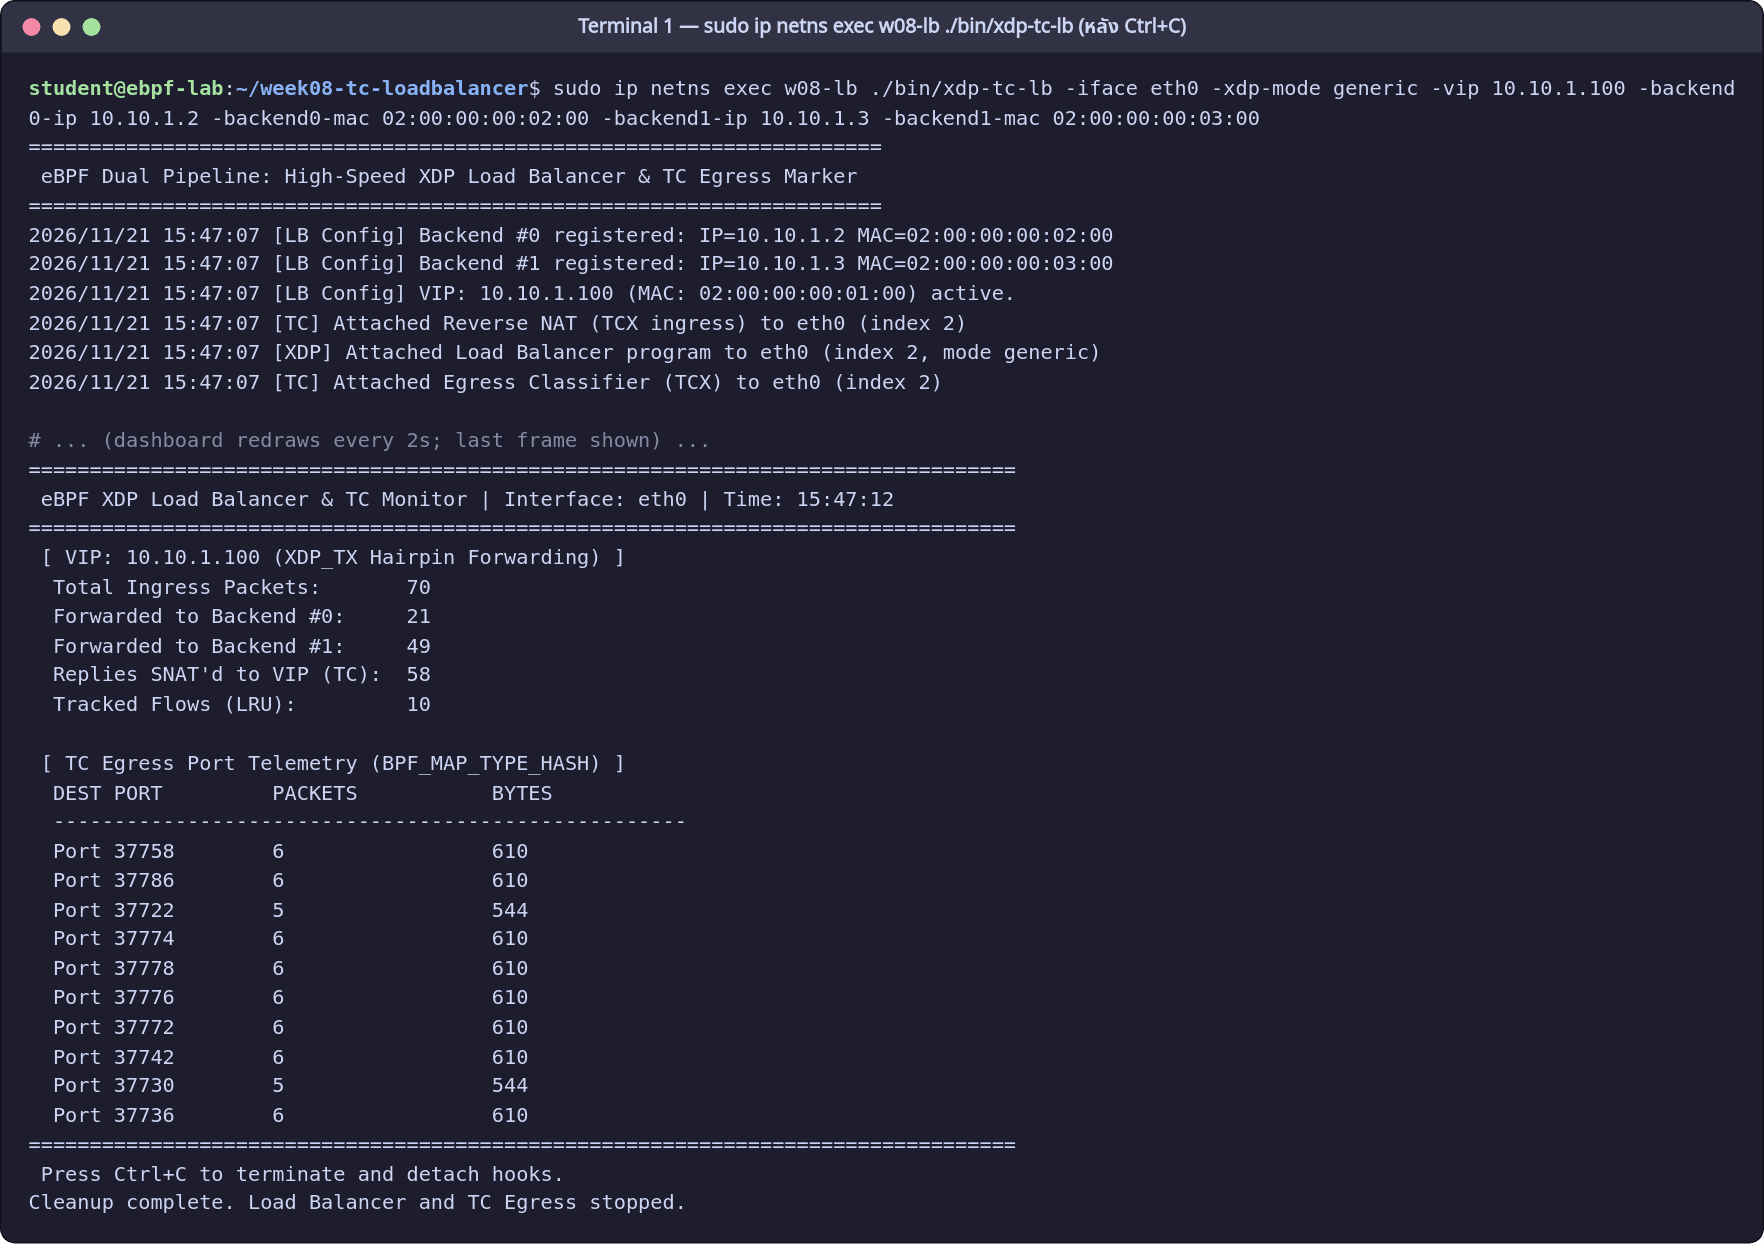 Terminal 1 — sudo ip netns exec w08-lb ./bin/xdp-tc-lb (หลัง Ctrl+C)
student@ebpf-lab:~/week08-tc-loadbalancer$ sudo ip netns exec w08-lb ./bin/xdp-tc-lb -iface eth0 -xdp-mode generic -vip 10.10.1.100 -backend
0-ip 10.10.1.2 -backend0-mac 02:00:00:00:02:00 -backend1-ip 10.10.1.3 -backend1-mac 02:00:00:00:03:00
======================================================================
 eBPF Dual Pipeline: High-Speed XDP Load Balancer & TC Egress Marker
======================================================================
2026/11/21 15:47:07 [LB Config] Backend #0 registered: IP=10.10.1.2 MAC=02:00:00:00:02:00
2026/11/21 15:47:07 [LB Config] Backend #1 registered: IP=10.10.1.3 MAC=02:00:00:00:03:00
2026/11/21 15:47:07 [LB Config] VIP: 10.10.1.100 (MAC: 02:00:00:00:01:00) active.
2026/11/21 15:47:07 [TC] Attached Reverse NAT (TCX ingress) to eth0 (index 2)
2026/11/21 15:47:07 [XDP] Attached Load Balancer program to eth0 (index 2, mode generic)
2026/11/21 15:47:07 [TC] Attached Egress Classifier (TCX) to eth0 (index 2)

# ... (dashboard redraws every 2s; last frame shown) ...
=================================================================================
 eBPF XDP Load Balancer & TC Monitor | Interface: eth0 | Time: 15:47:12
=================================================================================
 [ VIP: 10.10.1.100 (XDP_TX Hairpin Forwarding) ]
  Total Ingress Packets:       70
  Forwarded to Backend #0:     21
  Forwarded to Backend #1:     49
  Replies SNAT'd to VIP (TC):  58
  Tracked Flows (LRU):         10

 [ TC Egress Port Telemetry (BPF_MAP_TYPE_HASH) ]
  DEST PORT         PACKETS           BYTES
  ----------------------------------------------------
  Port 37758        6                 610
  Port 37786        6                 610
  Port 37722        5                 544
  Port 37774        6                 610
  Port 37778        6                 610
  Port 37776        6                 610
  Port 37772        6                 610
  Port 37742        6                 610
  Port 37730        5                 544
  Port 37736        6                 610
=================================================================================
 Press Ctrl+C to terminate and detach hooks.
Cleanup complete. Load Balancer and TC Egress stopped.